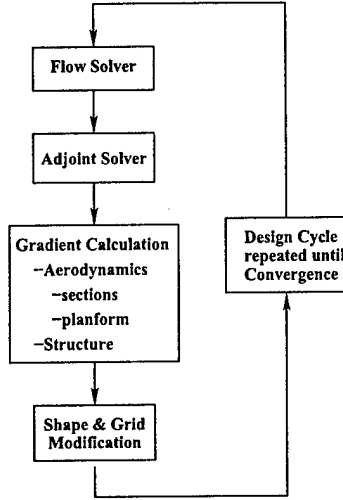 Flow Solver
Adjoint Solver
Gradient Calculation
−Aerodynamics
−sections
−planform
−Structure
Shape & Grid
Modification
Design Cycle
repeated until
Convergence